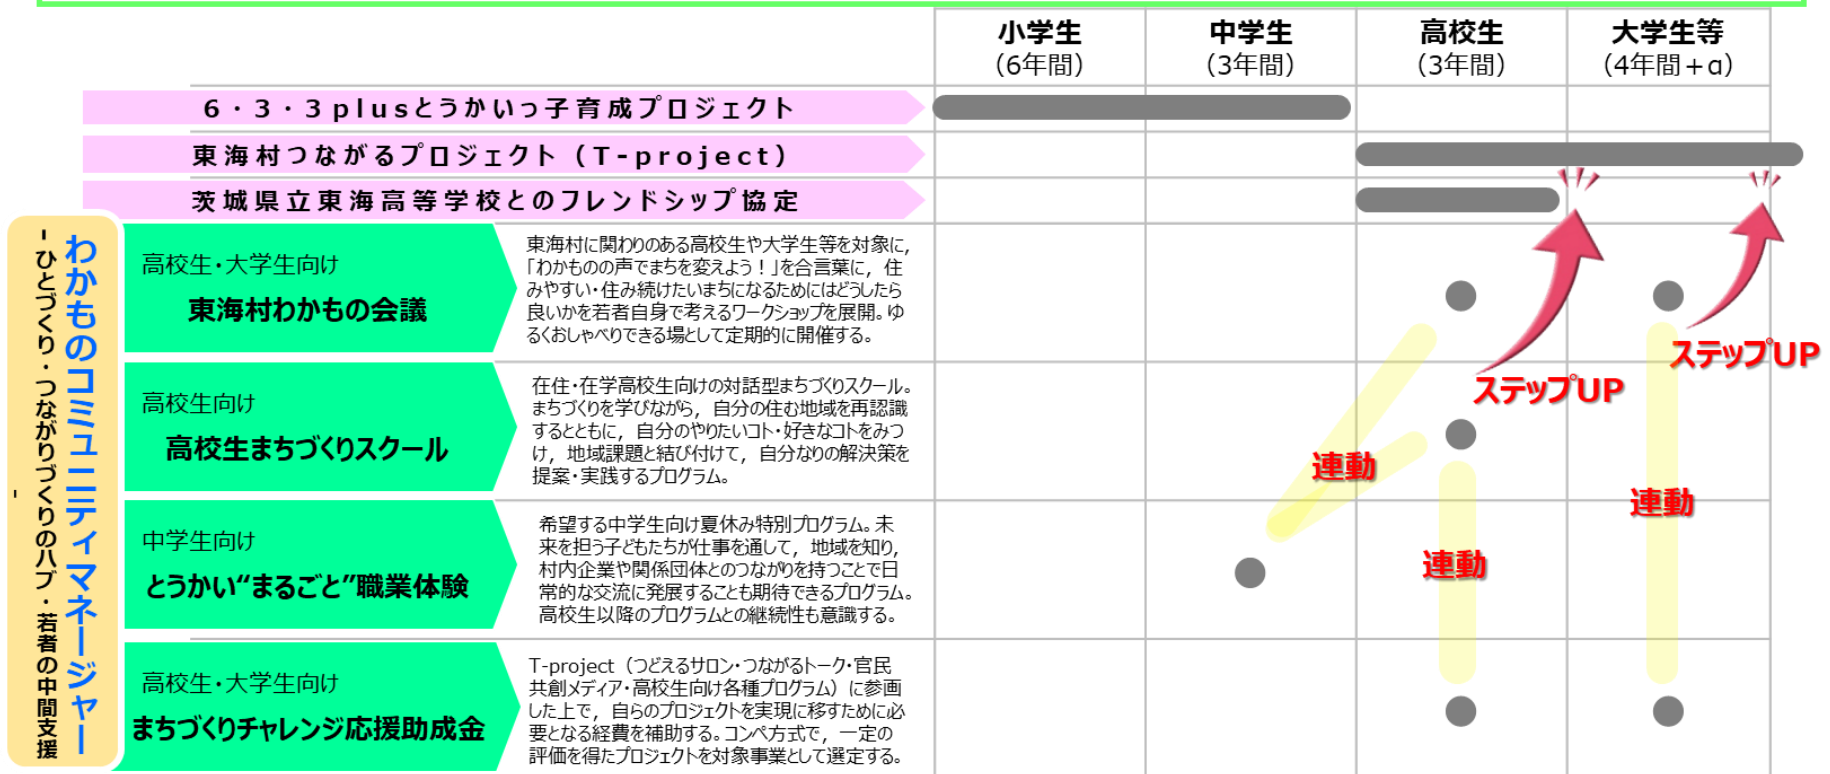 小学生
（6年間）
中学生
（3年間）
高校生
（3年間）
大学生等
（4年間＋α）
６・３・３plusとうかいっ子育成プロジェクト
東海村つながるプロジェクト（T-project）
茨城県立東海高等学校とのフレンドシップ協定
わかものコミュニティマネージャー
- ひとづくり・つながりづくりのハブ・若者の中間支援 -
高校生・大学生向け
東海村わかもの会議
東海村に関わりのある高校生や大学生等を対象に，
「わかものの声でまちを変えよう！」を合言葉に，住
みやすい・住み続けたいまちになるためにはどうしたら
良いかを若者自身で考えるワークショップを展開。ゆ
るくおしゃべりできる場として定期的に開催する。
ステップUP
ステップUP
高校生向け
高校生まちづくりスクール
在住・在学高校生向けの対話型まちづくりスクール。
まちづくりを学びながら，自分の住む地域を再認識
するとともに，自分のやりたいコト・好きなコトをみつ
け，地域課題と結び付けて，自分なりの解決策を
提案・実践するプログラム。
連動
連動
連動
中学生向け
とうかい“まるごと”職業体験
希望する中学生向け夏休み特別プログラム。未
来を担う子どもたちが仕事を通して，地域を知り，
村内企業や関係団体とのつながりを持つことで日
常的な交流に発展することも期待できるプログラム。
高校生以降のプログラムとの継続性も意識する。
高校生・大学生向け
まちづくりチャレンジ応援助成金
T-project（つどえるサロン・つながるトーク・官民
共創メディア・高校生向け各種プログラム）に参画
した上で，自らのプロジェクトを実現に移すために必
要となる経費を補助する。コンペ方式で，一定の
評価を得たプロジェクトを対象事業として選定する。